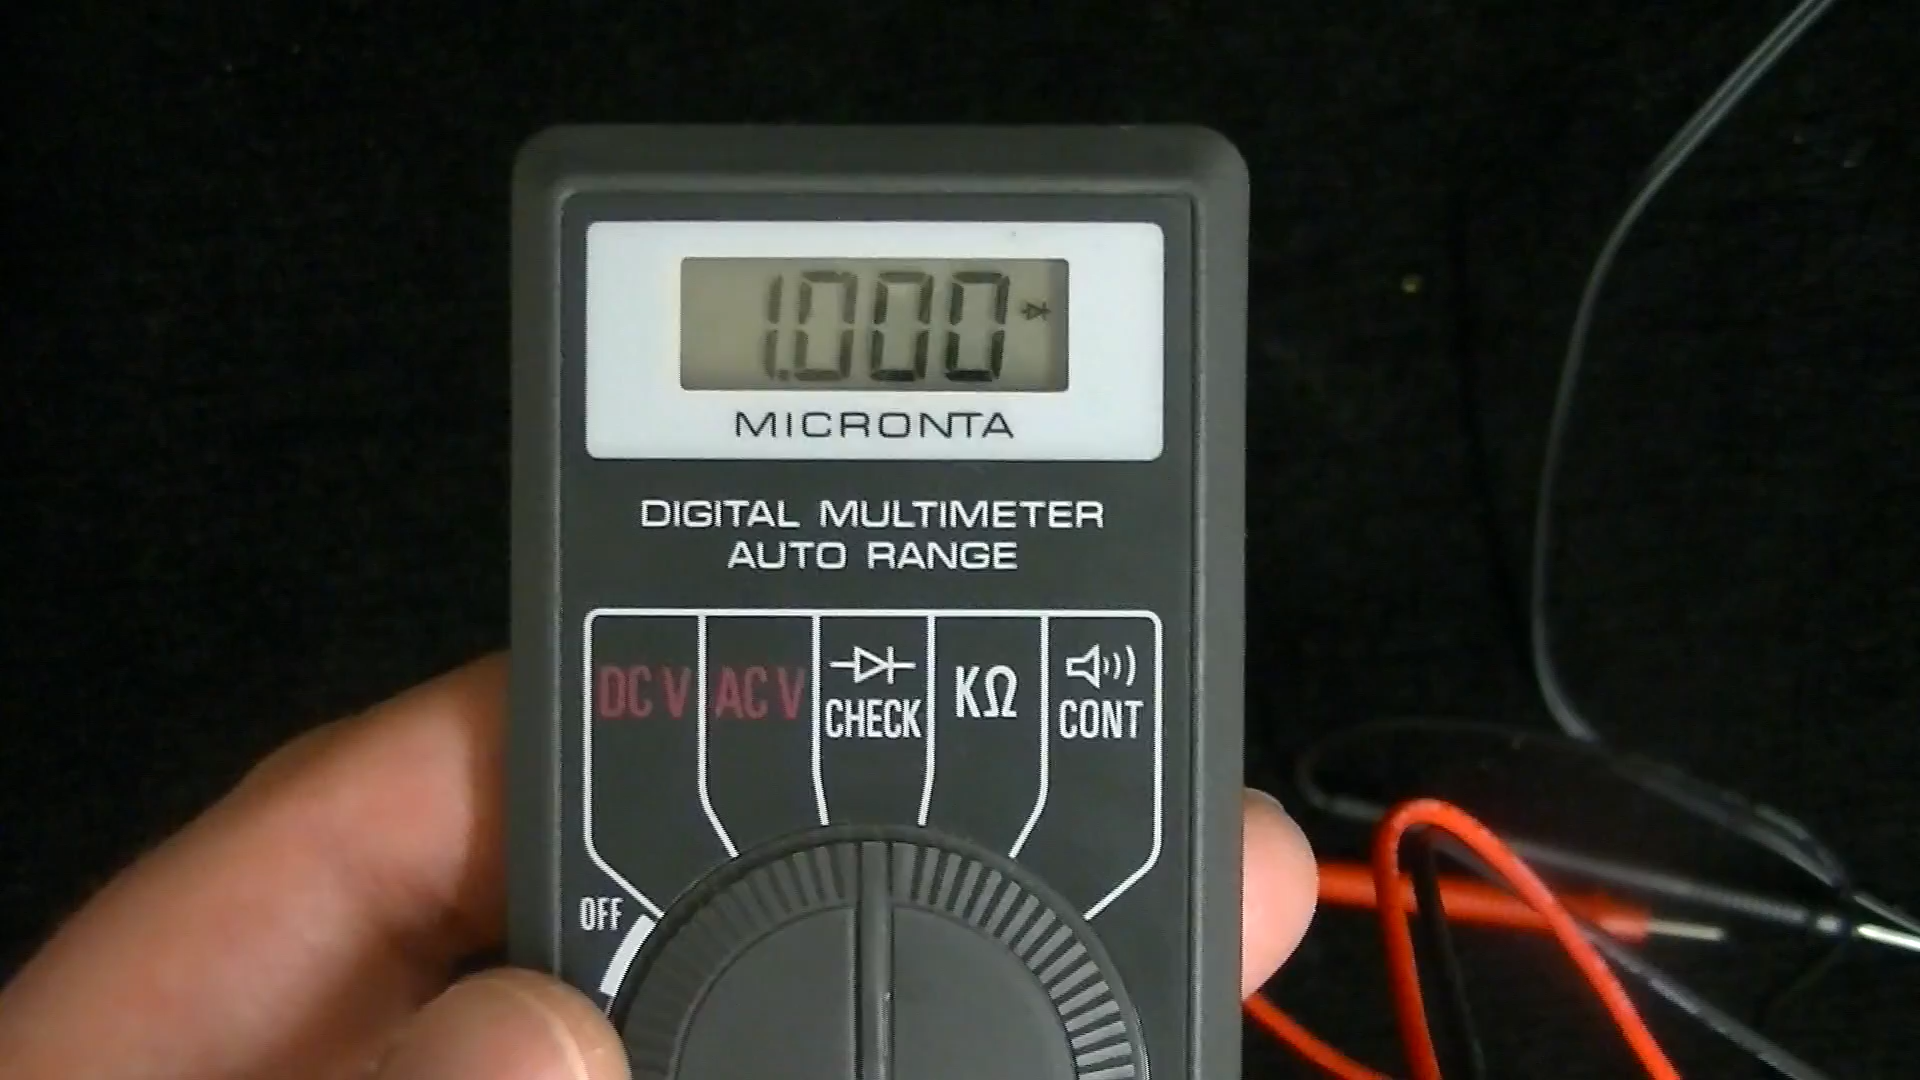 1.000
MICRONTA
DIGITAL MULTIMETER
AUTO RANGE
DC V AC V CHECK KΩ CONT
OFF